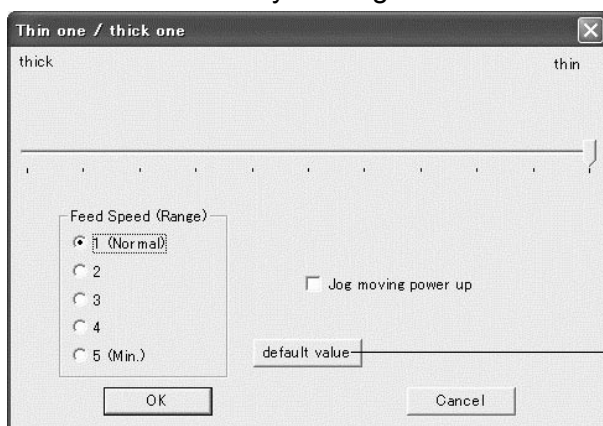 Thin one / thick one
thick
thin
Feed Speed (Range)
1 (Normal)
2
3
4
5 (Min.)
Jog moving power up
default value
OK
Cancel